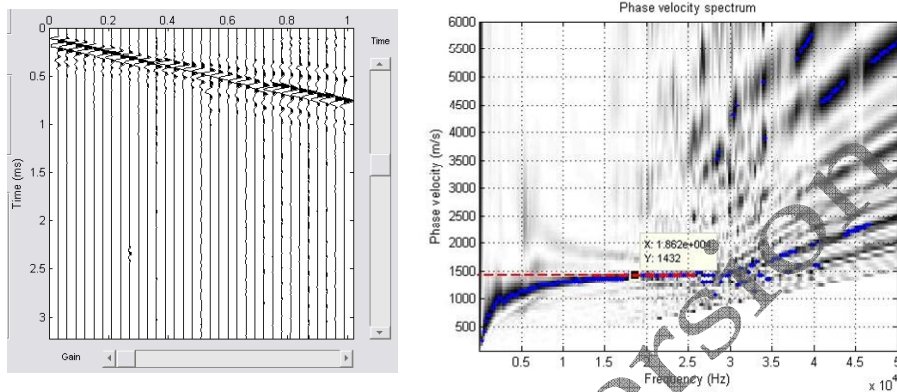 0 0.2 0.4 0.6 0.8 1
Time
0
0.5
1
1.5
2
2.5
3
Time (ms)
Gain
Phase velocity spectrum
6000
5500
5000
4500
4000
3500
3000
2500
2000
1500
1000
500
Phase velocity (m/s)
X: 1.862e+004
Y: 1432
0.5 1 1.5 2 2.5 3 3.5 4 4.5 5
Frequency (Hz)
x 10⁴
ersion